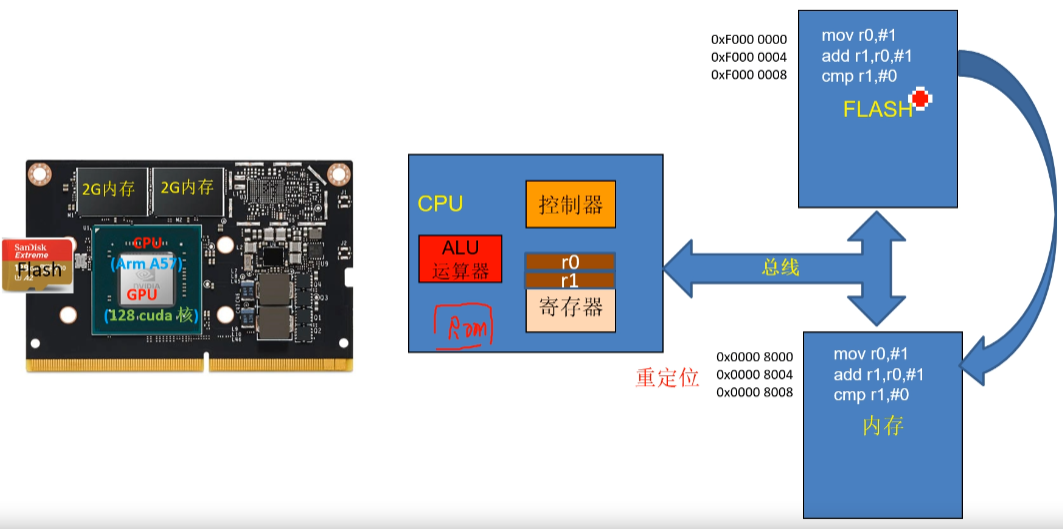 2G内存
2G内存
SanDisk
Extreme
Flash
CPU
(Arm A57)
NVIDIA
GPU
(128 cuda 核)
CPU
控制器
ALU
运算器
r0
r1
寄存器
Rom
总线
0xF000 0000
0xF000 0004
0xF000 0008
mov r0,#1
add r1,r0,#1
cmp r1,#0
FLASH
重定位
0x0000 8000
0x0000 8004
0x0000 8008
mov r0,#1
add r1,r0,#1
cmp r1,#0
内存